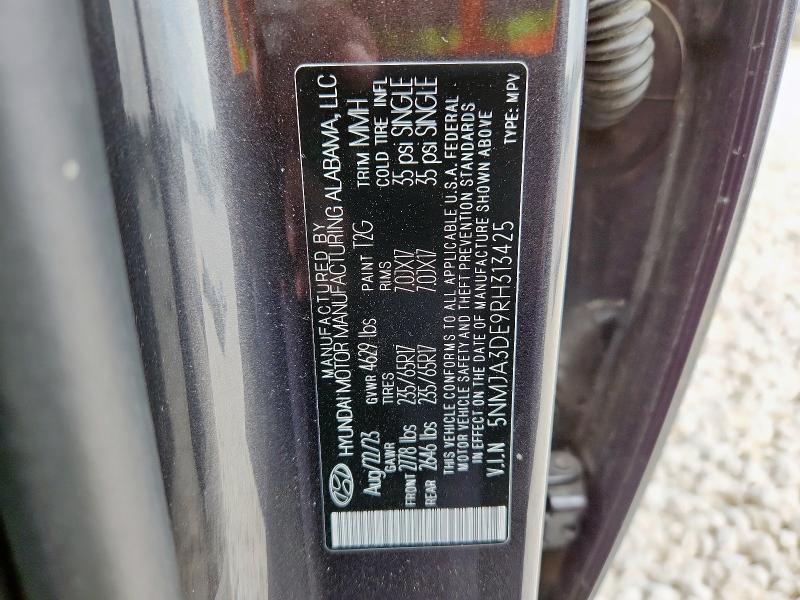 MANUFACTURED BY
HYUNDAI MOTOR MANUFACTURING ALABAMA, LLC
Aug/22/23 GVWR 4629 lbs PAINT T2G TRIM MMH
GAWR TIRES RIMS COLD TIRE INFL
FRONT 2778 lbs 235/65R17 7.0JX17 35 psi SINGLE
REAR 2646 lbs 235/65R17 7.0JX17 35 psi SINGLE
THIS VEHICLE CONFORMS TO ALL APPLICABLE U.S.A. FEDERAL
MOTOR VEHICLE SAFETY AND THEFT PREVENTION STANDARDS
IN EFFECT ON THE DATE OF MANUFACTURE SHOWN ABOVE
V.I.N 5NMJA3DE9RH313425 TYPE: MPV